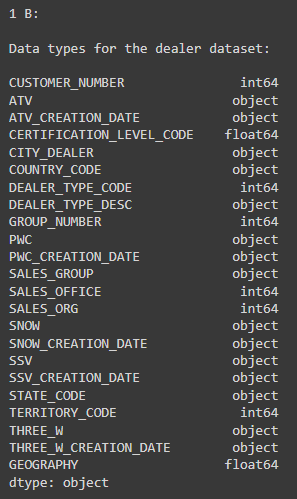 1 B:
Data types for the dealer dataset:
CUSTOMER_NUMBER int64
ATV object
ATV_CREATION_DATE object
CERTIFICATION_LEVEL_CODE float64
CITY_DEALER object
COUNTRY_CODE object
DEALER_TYPE_CODE int64
DEALER_TYPE_DESC object
GROUP_NUMBER int64
PWC object
PWC_CREATION_DATE object
SALES_GROUP object
SALES_OFFICE int64
SALES_ORG int64
SNOW object
SNOW_CREATION_DATE object
SSV object
SSV_CREATION_DATE object
STATE_CODE object
TERRITORY_CODE int64
THREE_W object
THREE_W_CREATION_DATE object
GEOGRAPHY float64
dtype: object